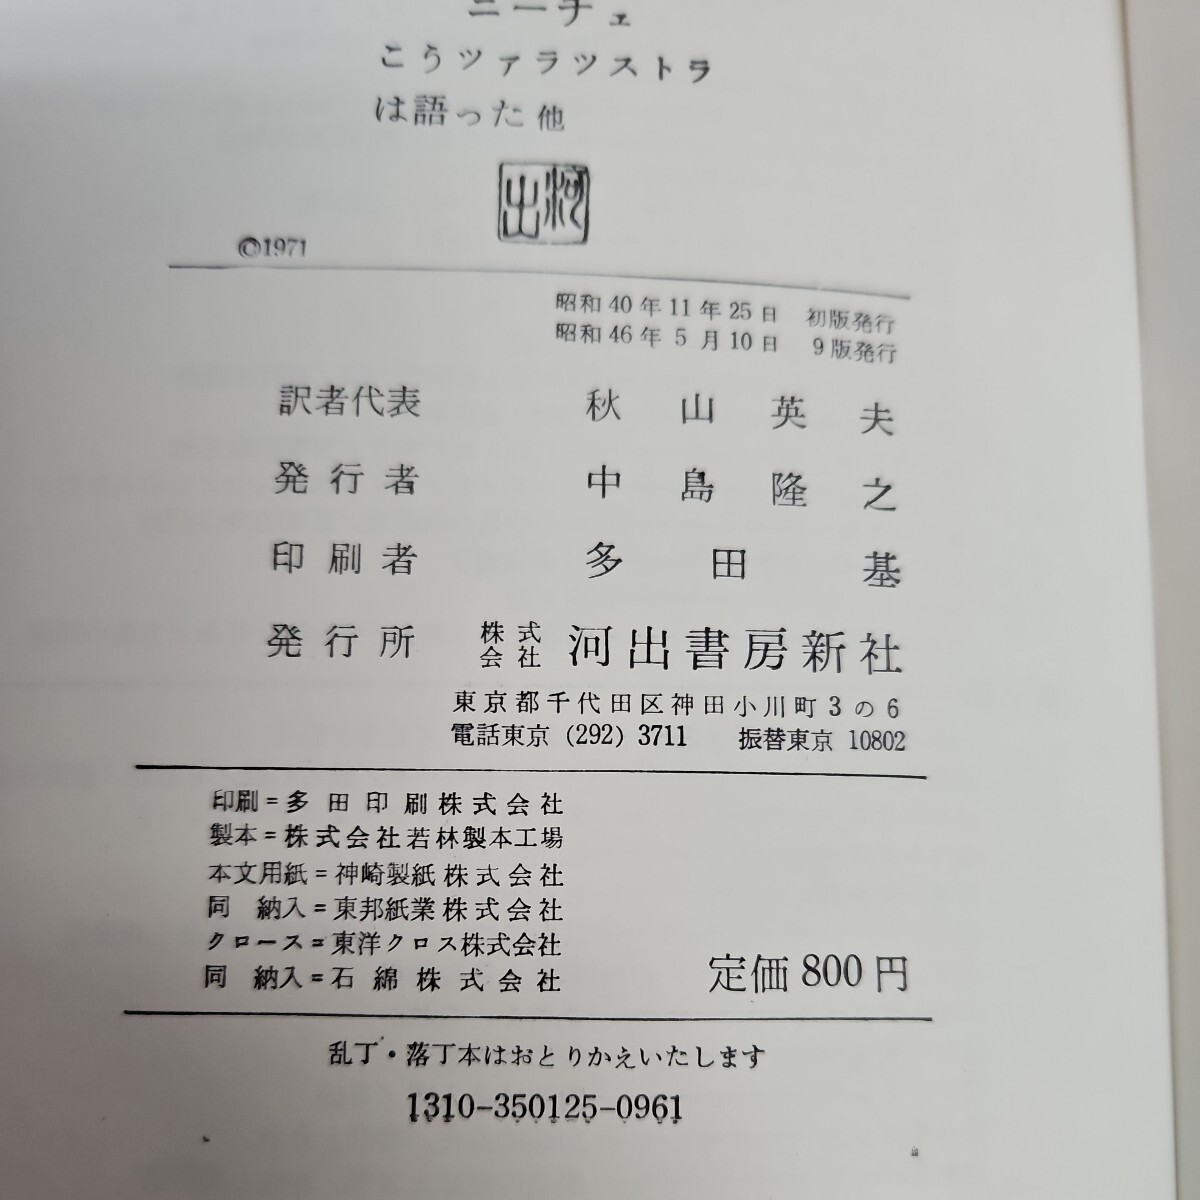 ニーチェ
こうツァラツストラ
は語った 他
河出
©1971
昭和40年11年25日 初版発行
昭和46年5月10日 9版発行
訳者代表 秋山英夫
発行者 中島隆之
印刷者 多田基
発行所 株式会社 河出書房新社
東京都千代田区神田小川町3の6
電話東京 (292) 3711 振替東京 10802
印刷=多田印刷株式会社
製本=株式会社若林製本工場
本文用紙=神崎製紙株式会社
同 納入=東邦紙業株式会社
クロース=東洋クロス株式会社
同 納入=石綿株式会社
定価800円
乱丁・落丁本はおとりかえいたします
1310-350125-0961